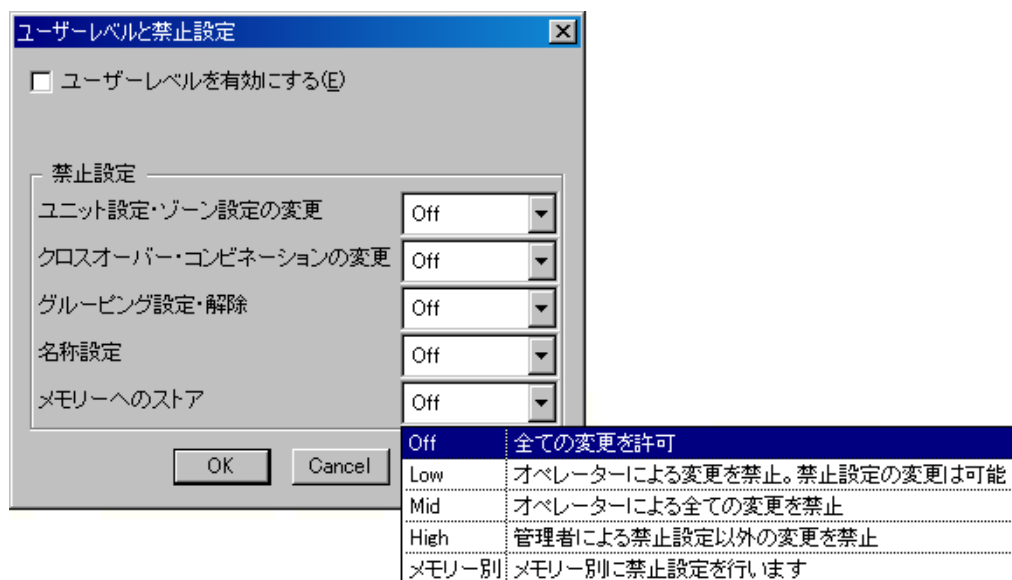 ユーザーレベルと禁止設定
ユーザーレベルを有効にする(E)
禁止設定
ユニット設定・ゾーン設定の変更 Off
クロスオーバー・コンビネーションの変更 Off
グルーピング設定・解除 Off
名称設定 Off
メモリーへのストア Off
OK Cancel
Off 全ての変更を許可
Low オペレーターによる変更を禁止。禁止設定の変更は可能
Mid オペレーターによる全ての変更を禁止
High 管理者による禁止設定以外の変更を禁止
メモリー別 メモリー別に禁止設定を行います